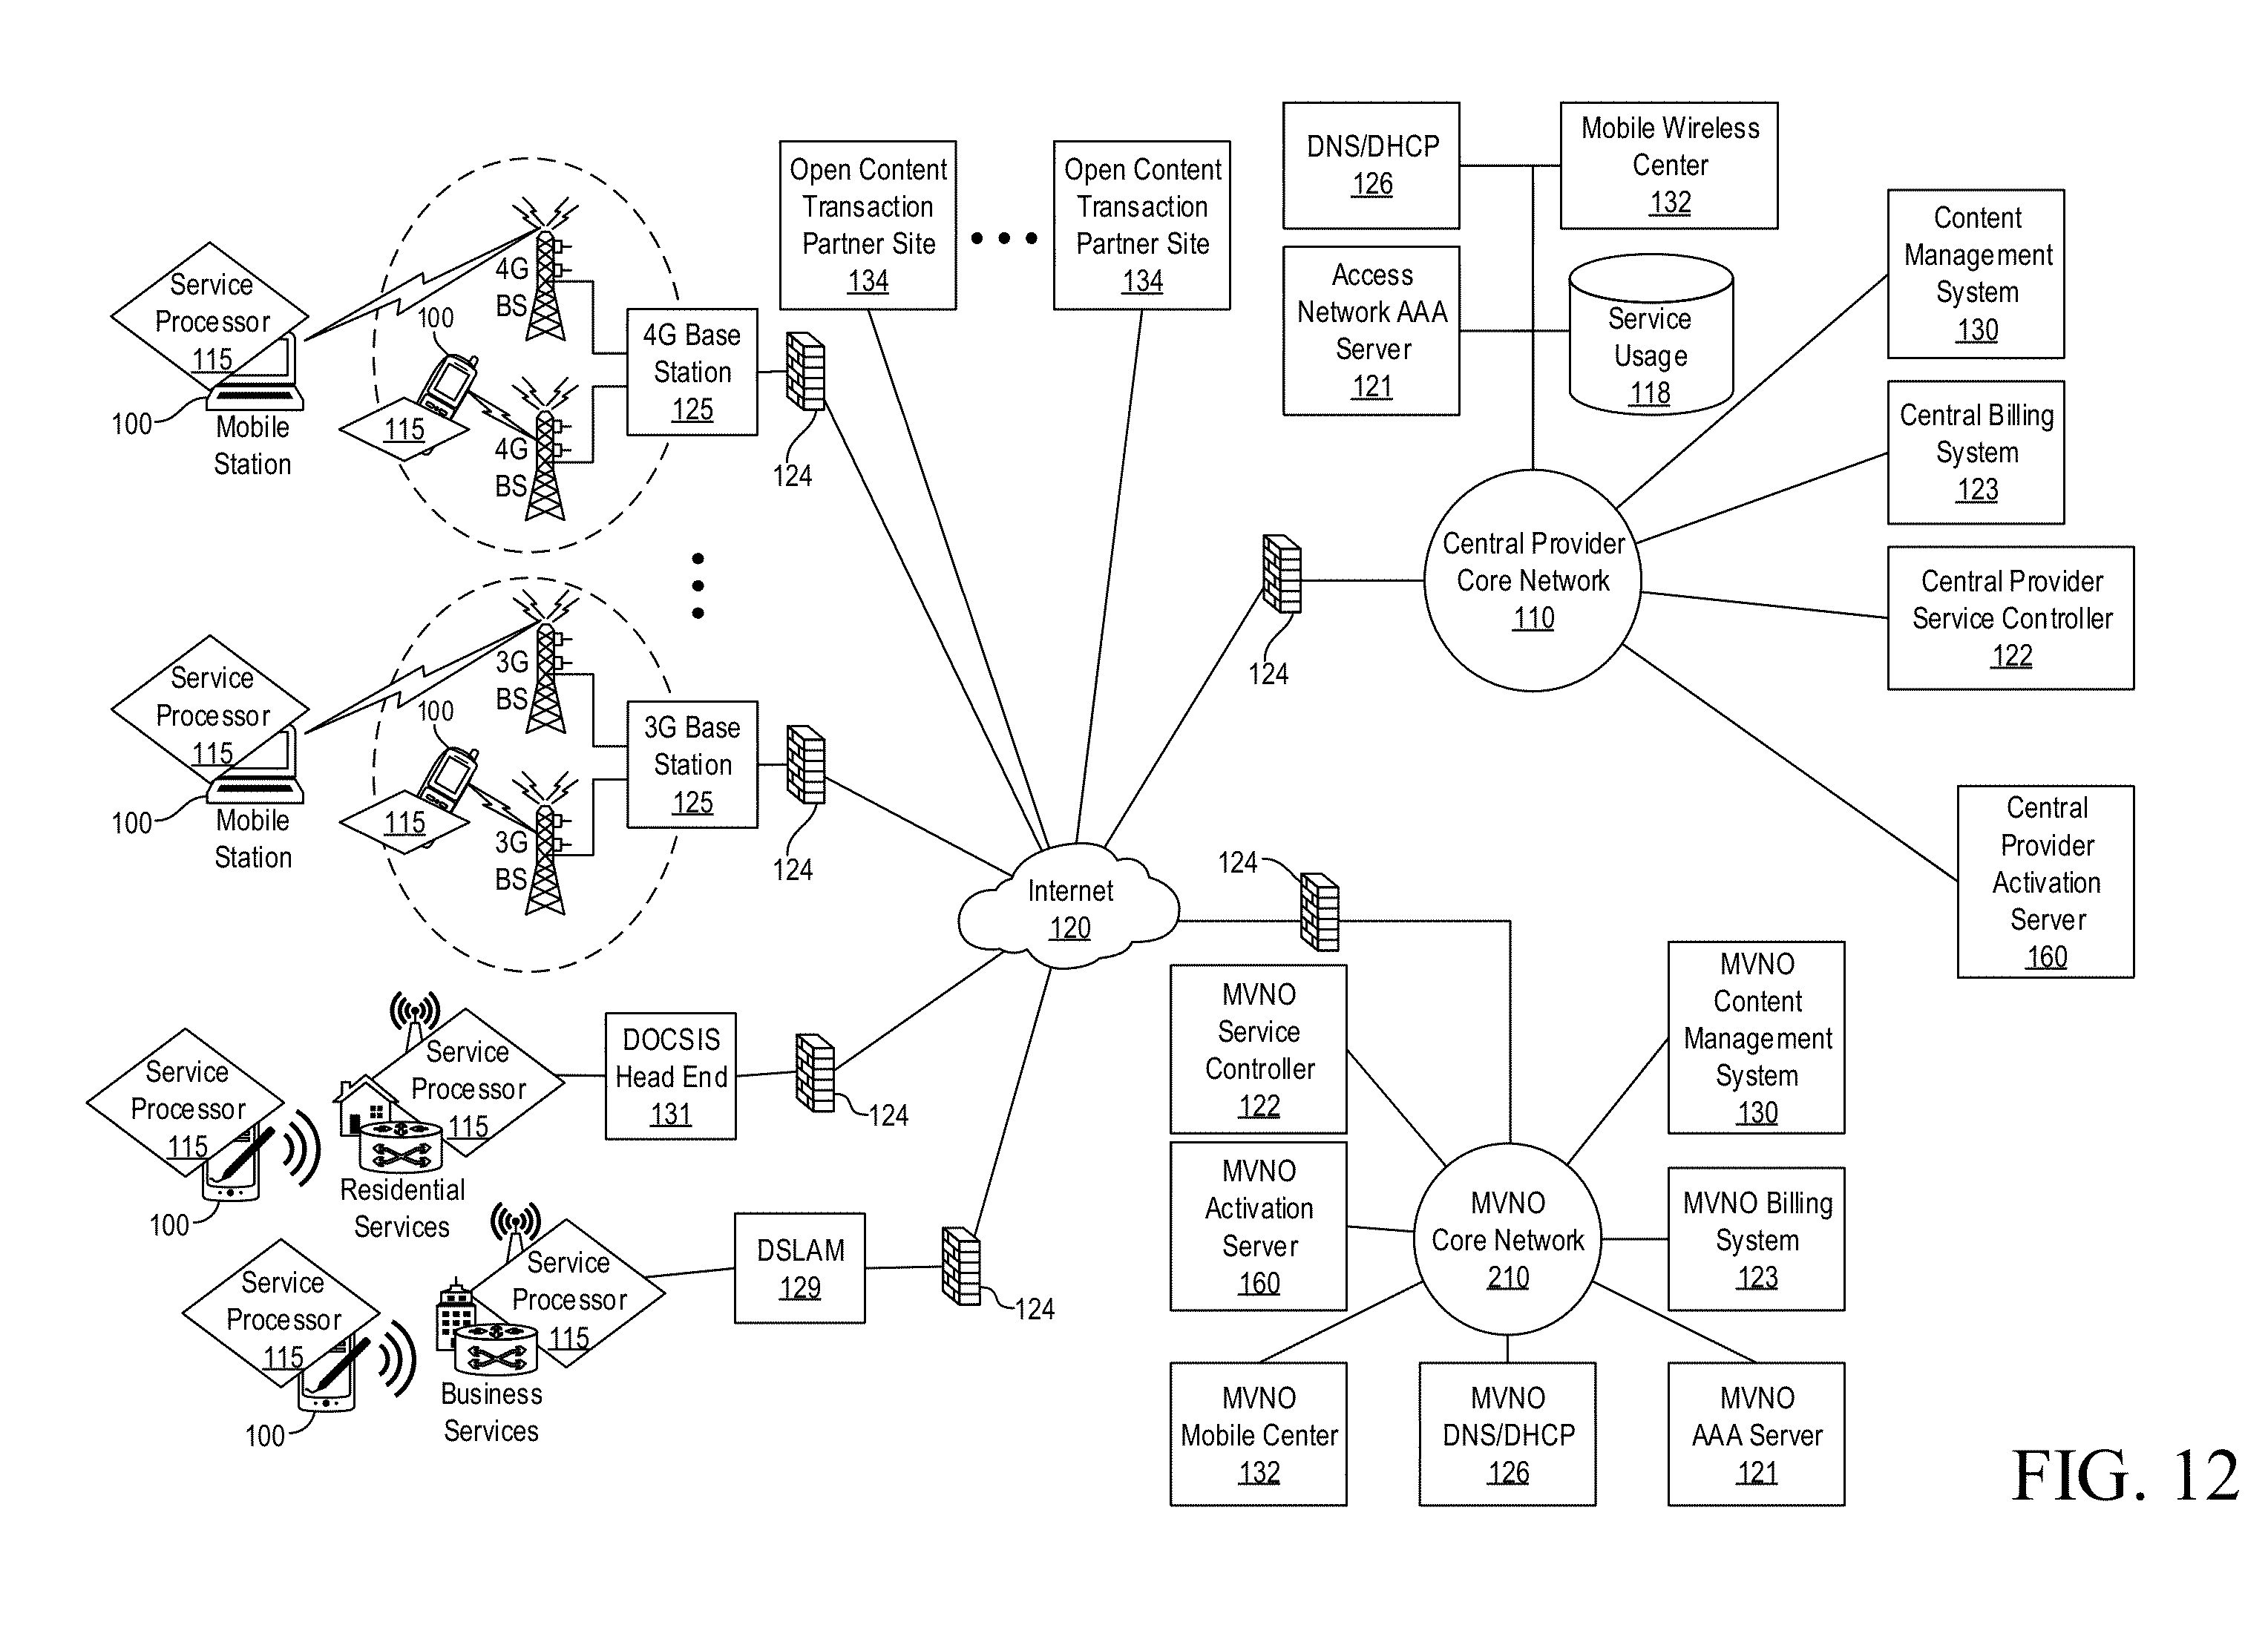 Service
Processor
115
100
Mobile
Station
4G
BS
100
115
4G
BS
4G Base
Station
125
124
Open Content
Transaction
Partner Site
134
Open Content
Transaction
Partner Site
134
DNS/DHCP
126
Mobile Wireless
Center
132
Access
Network AAA
Server
121
Service
Usage
118
Content
Management
System
130
Central Billing
System
123
Central Provider
Core Network
110
124
Central Provider
Service Controller
122
Central
Provider
Activation
Server
160
Service
Processor
115
100
Mobile
Station
3G
BS
100
115
3G
BS
3G Base
Station
125
124
Internet
120
124
Service
Processor
115
100
Service
Processor
115
Residential
Services
DOCSIS
Head End
131
124
Service
Processor
115
100
Service
Processor
115
Business
Services
DSLAM
129
124
MVNO
Service
Controller
122
MVNO
Content
Management
System
130
MVNO
Activation
Server
160
MVNO
Core Network
210
MVNO Billing
System
123
MVNO
Mobile Center
132
MVNO
DNS/DHCP
126
MVNO
AAA Server
121
FIG. 12